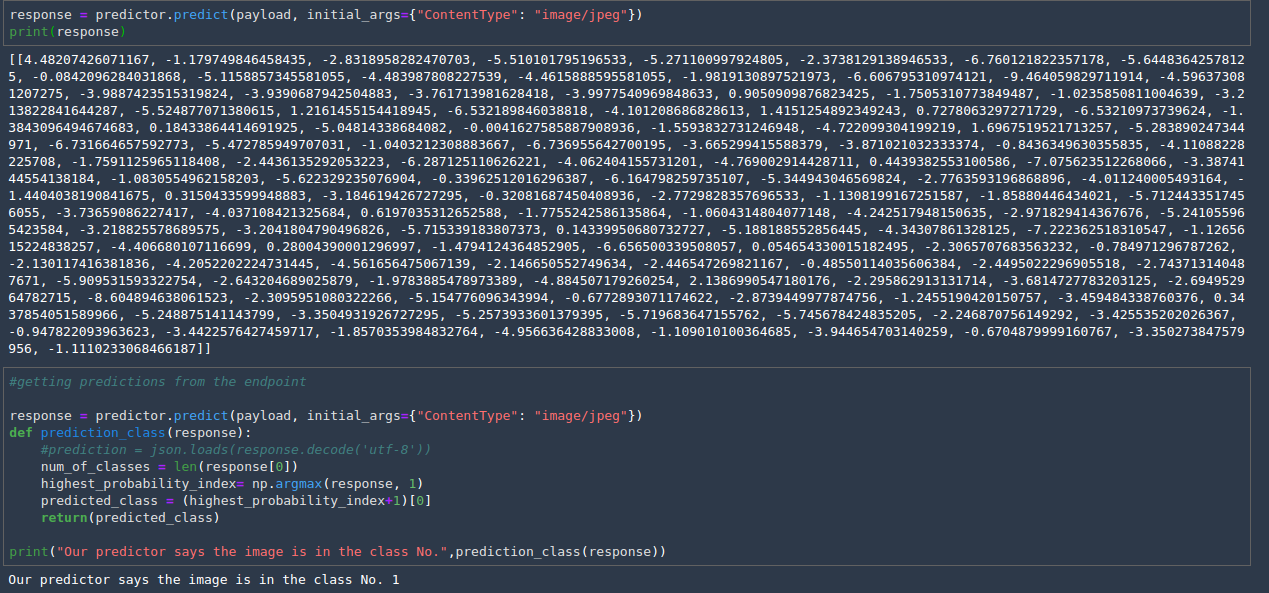 response = predictor.predict(payload, initial_args={"ContentType": "image/jpeg"})
print(response)
[[4.48207426071167, -1.179749846458435, -2.8318958282470703, -5.510101795196533, -5.271100997924805, -2.3738129138946533, -6.760121822357178, -5.6448364257812
5, -0.0842096284031868, -5.1158857345581055, -4.483987808227539, -4.4615888595581055, -1.9819130897521973, -6.606795310974121, -9.464059829711914, -4.59637308
1207275, -3.9887423515319824, -3.9390687942504883, -3.761713981628418, -3.9977540969848633, 0.9050909876823425, -1.7505310773849487, -1.0235850811004639, -3.2
13822841644287, -5.524877071380615, 1.2161455154418945, -6.532189846038818, -4.101208686828613, 1.4151254892349243, 0.7278063297271729, -6.53210973739624, -1.
3843096494674683, 0.18433864414691925, -5.04814338684082, -0.0041627585887908936, -1.5593832731246948, -4.722099304199219, 1.6967519521713257, -5.283890247344
971, -6.731664657592773, -5.472785949707031, -1.0403212308883667, -6.736955642700195, -3.665299415588379, -3.871021032333374, -0.8436349630355835, -4.11088228
225708, -1.7591125965118408, -2.4436135292053223, -6.287125110626221, -4.062404155731201, -4.769002914428711, 0.4439382553100586, -7.075623512268066, -3.38741
44554138184, -1.0830554962158203, -5.622329235076904, -0.33962512016296387, -6.164798259735107, -5.344943046569824, -2.7763593196868896, -4.011240005493164, -
1.4404038190841675, 0.3150433599948883, -3.184619426727295, -0.32081687450408936, -2.7729828357696533, -1.1308199167251587, -1.85880446434021, -5.712443351745
6055, -3.73659086227417, -4.037108421325684, 0.6197035312652588, -1.7755242586135864, -1.0604314804077148, -4.242517948150635, -2.971829414367676, -5.24105596
5423584, -3.218825578689575, -3.2041804790496826, -5.715339183807373, 0.14339950680732727, -5.188188552856445, -4.34307861328125, -7.222362518310547, -1.12656
15224838257, -4.406680107116699, 0.28004390001296997, -1.4794124364852905, -6.656500339508057, 0.054654330015182495, -2.3065707683563232, -0.784971296787262,
-2.130117416381836, -4.2052202224731445, -4.561656475067139, -2.146650552749634, -2.446547269821167, -0.48550114035606384, -2.4495022296905518, -2.74371314048
7671, -5.909531593322754, -2.643204689025879, -1.9783885478973389, -4.884507179260254, 2.1386990547180176, -2.295862913131714, -3.6814727783203125, -2.6949529
64782715, -8.604894638061523, -2.3095951080322266, -5.154776096343994, -0.6772893071174622, -2.8739449977874756, -1.2455190420150757, -3.459484338760376, 0.34
37854051589966, -5.248875141143799, -3.3504931926727295, -5.2573933601379395, -5.719683647155762, -5.745678424835205, -2.246870756149292, -3.425535202026367,
-0.947822093963623, -3.4422576427459717, -1.8570353984832764, -4.956636428833008, -1.109010100364685, -3.944654703140259, -0.6704879999160767, -3.350273847579
956, -1.1110233068466187]]
#getting predictions from the endpoint
response = predictor.predict(payload, initial_args={"ContentType": "image/jpeg"})
def prediction_class(response):
#prediction = json.loads(response.decode('utf-8'))
num_of_classes = len(response[0])
highest_probability_index= np.argmax(response, 1)
predicted_class = (highest_probability_index+1)[0]
return(predicted_class)
print("Our predictor says the image is in the class No.",prediction_class(response))
Our predictor says the image is in the class No. 1